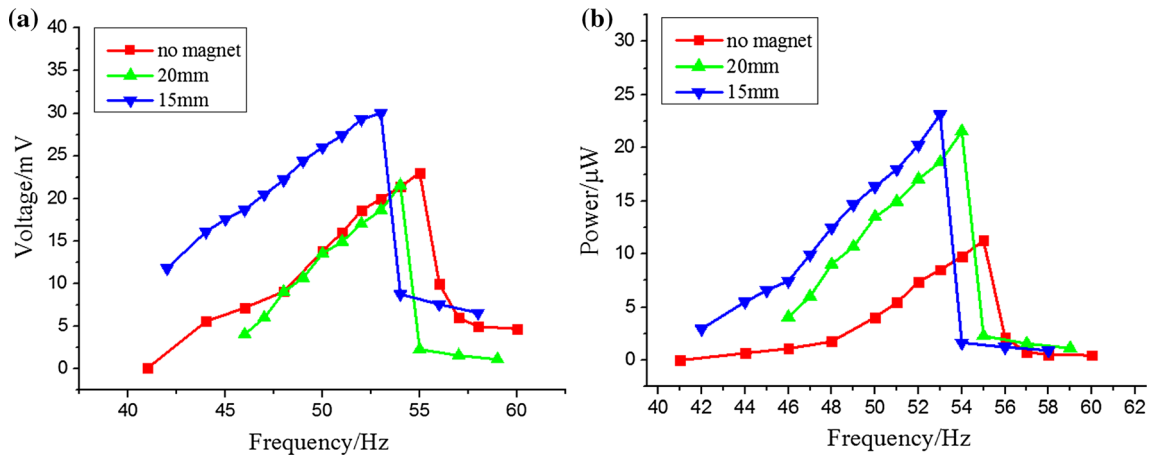 (a)
no magnet
20mm
15mm
Voltage/m V
40
35
30
25
20
15
10
5
0
40 45 50 55 60
Frequency/Hz
(b)
no magnet
20mm
15mm
Power/μW
30
25
20
15
10
5
0
40 42 44 46 48 50 52 54 56 58 60 62
Frequency/Hz